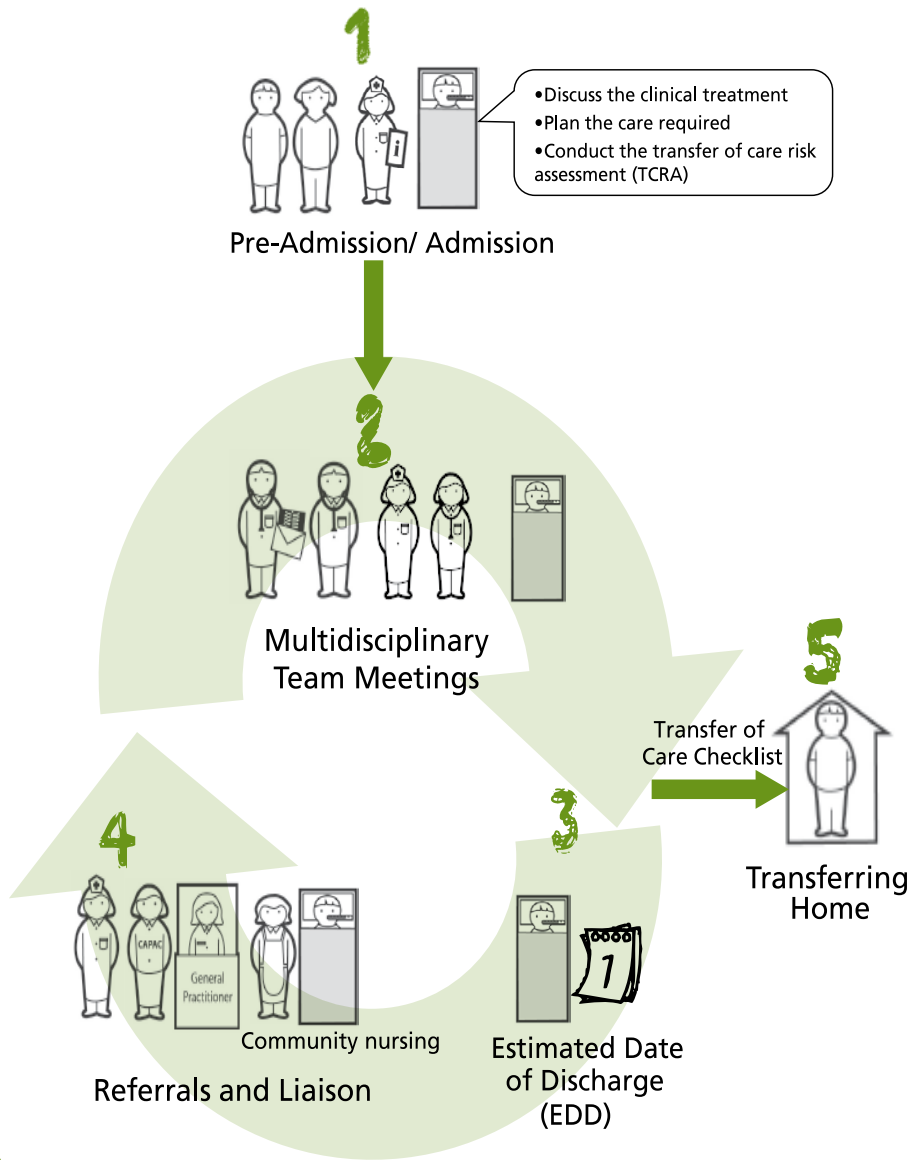 1
•Discuss the clinical treatment
•Plan the care required
•Conduct the transfer of care risk
assessment (TCRA)
i
Pre-Admission/ Admission
2
Multidisciplinary
Team Meetings
5
Transfer of
Care Checklist
Transferring
Home
3
1
Estimated Date
of Discharge
(EDD)
4
CAPAC
General
Practitioner
Community nursing
Referrals and Liaison